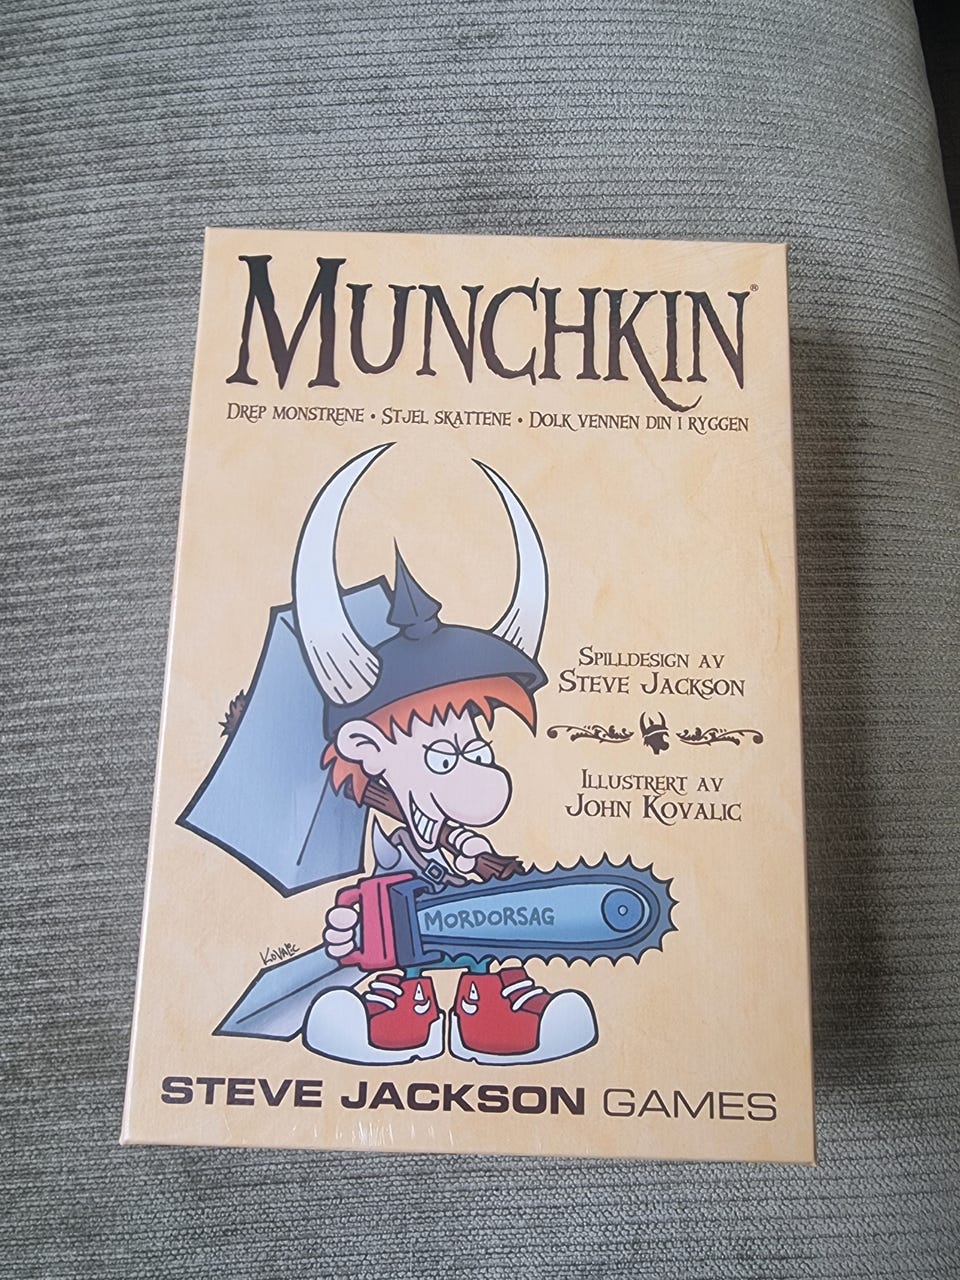 MUNCHKIN®
DREP MONSTRENE • STJEL SKATTENE • DOLK VENNEN DIN I RYGGEN
SPILLDESIGN AV
STEVE JACKSON
ILLUSTRERT AV
JOHN KOVALIC
MORDORSAG
KOVALIC
STEVE JACKSON GAMES